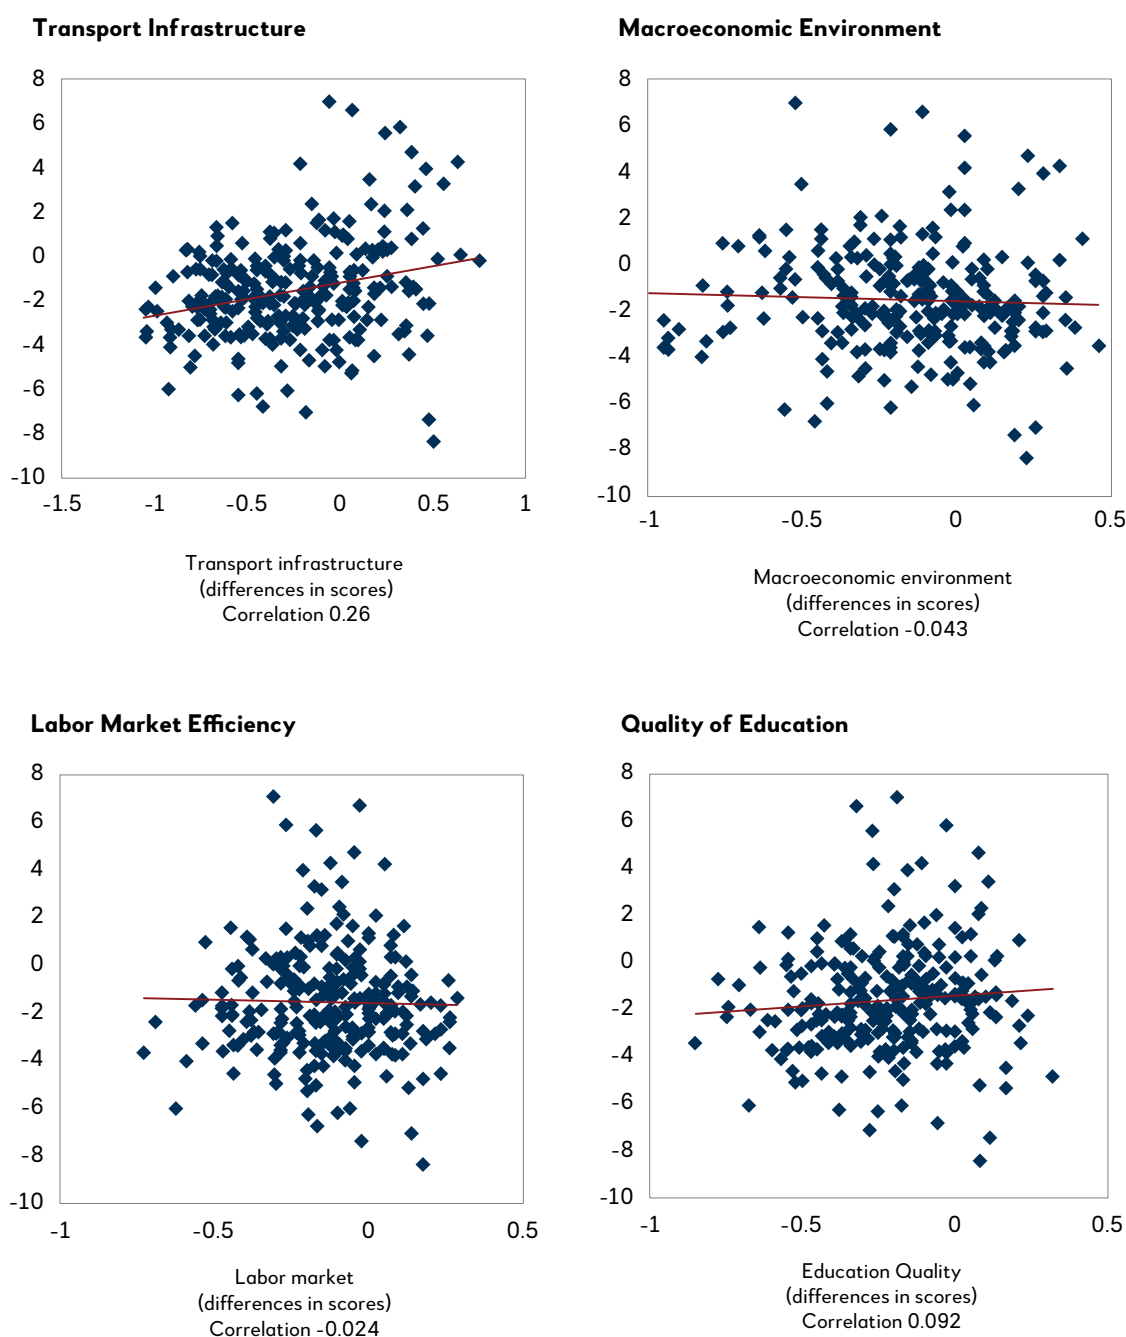 Transport Infrastructure
8
6
4
2
0
-2
-4
-6
-8
-10
-1.5 -1 -0.5 0 0.5 1
Transport infrastructure
(differences in scores)
Correlation 0.26
Macroeconomic Environment
8
6
4
2
0
-2
-4
-6
-8
-10
-1 -0.5 0 0.5
Macroeconomic environment
(differences in scores)
Correlation -0.043
Labor Market Efficiency
8
6
4
2
0
-2
-4
-6
-8
-10
-1 -0.5 0 0.5
Labor market
(differences in scores)
Correlation -0.024
Quality of Education
8
6
4
2
0
-2
-4
-6
-8
-10
-1 -0.5 0 0.5
Education Quality
(differences in scores)
Correlation 0.092